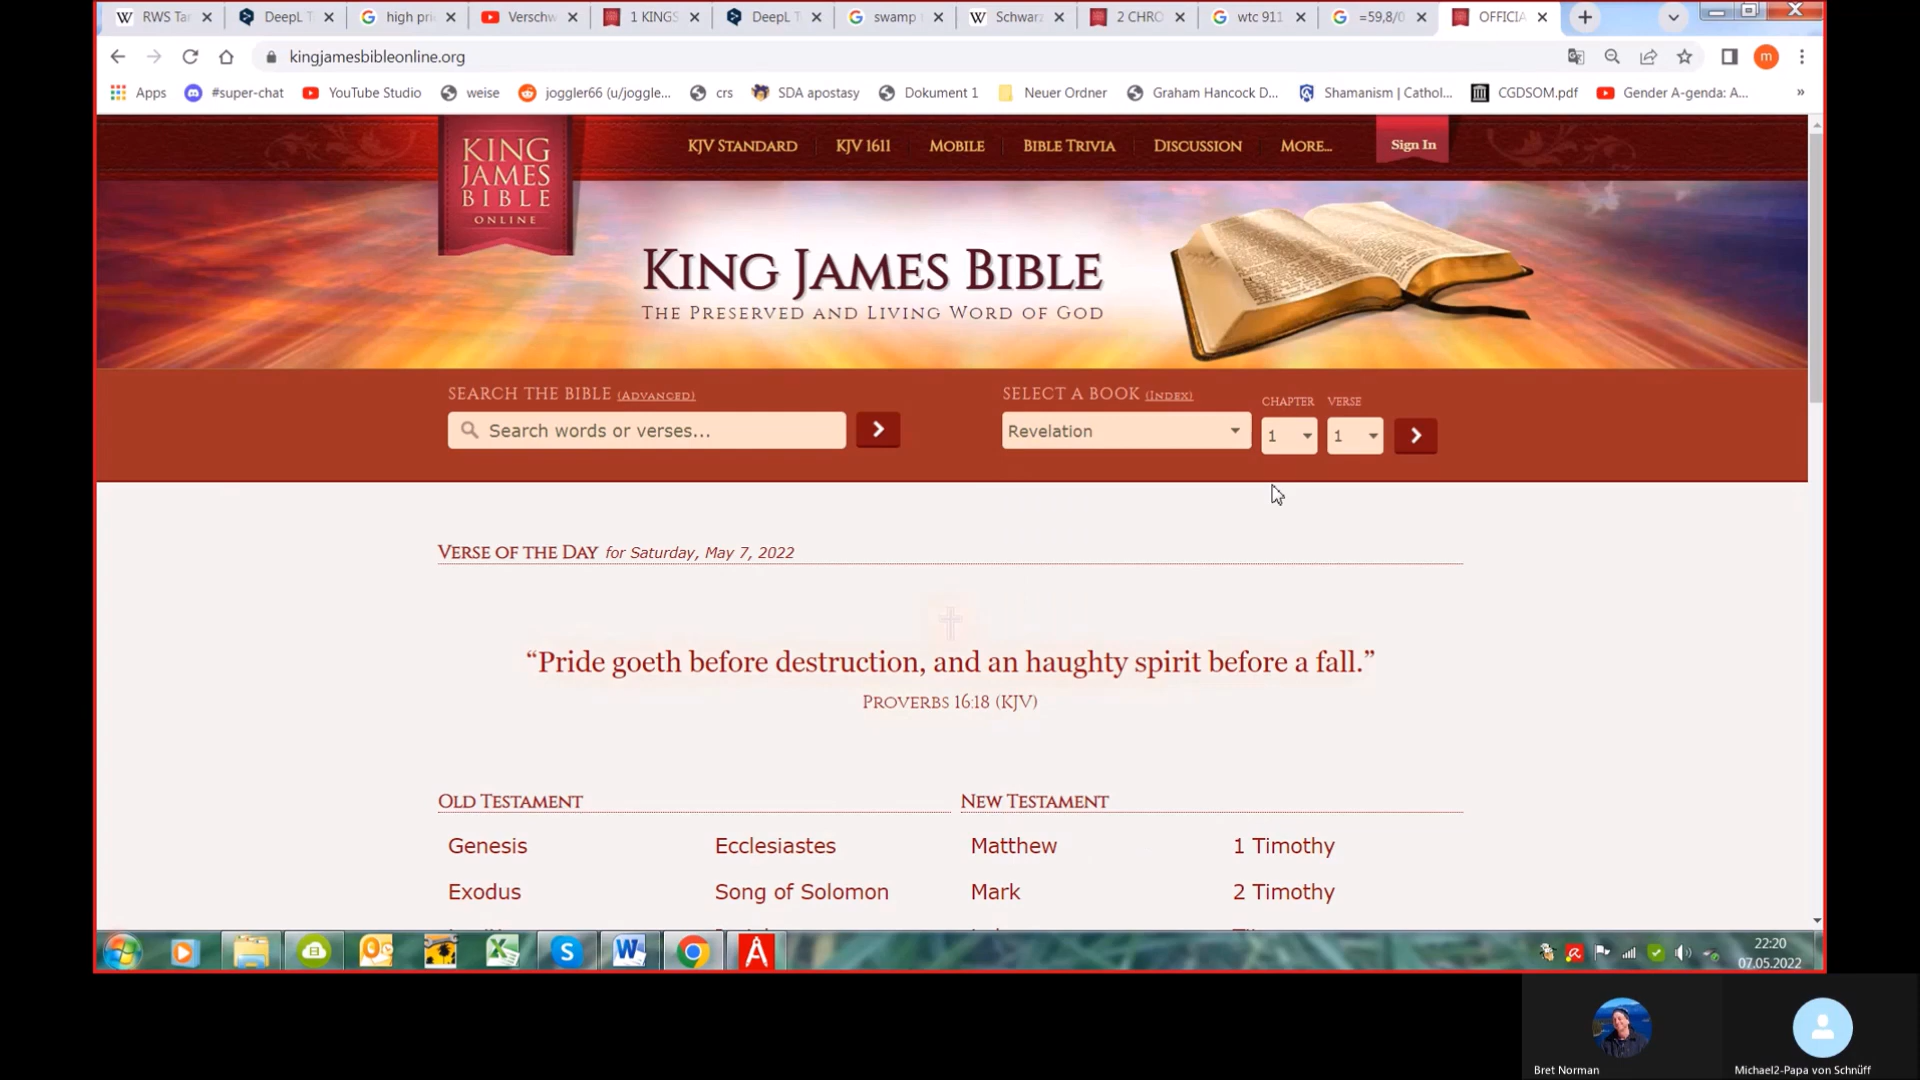 RWS Tar
DeepL T
high pri
Verschw
1 KINGS
DeepL T
swamp
Schwarz
2 CHRO
wtc 911
=59,8/0
OFFICIA
kingjamesbibleonline.org
m
Apps
#super-chat
YouTube Studio
weise
joggler66 (u/joggle...
crs
SDA apostasy
Dokument 1
Neuer Ordner
Graham Hancock D...
Shamanism | Cathol...
CGDSOM.pdf
Gender A-genda: A...
»
KING
JAMES
BIBLE
ONLINE
KJV STANDARD
KJV 1611
MOBILE
BIBLE TRIVIA
DISCUSSION
MORE...
Sign In
KING JAMES BIBLE
THE PRESERVED AND LIVING WORD OF GOD
SEARCH THE BIBLE (ADVANCED)
Search words or verses...
SELECT A BOOK (INDEX)
CHAPTER
VERSE
Revelation
1
1
VERSE OF THE DAY for Saturday, May 7, 2022
“Pride goeth before destruction, and an haughty spirit before a fall.”
PROVERBS 16:18 (KJV)
OLD TESTAMENT
NEW TESTAMENT
Genesis
Ecclesiastes
Matthew
1 Timothy
Exodus
Song of Solomon
Mark
2 Timothy
22:20
07.05.2022
Bret Norman
Michael2-Papa von Schnüff